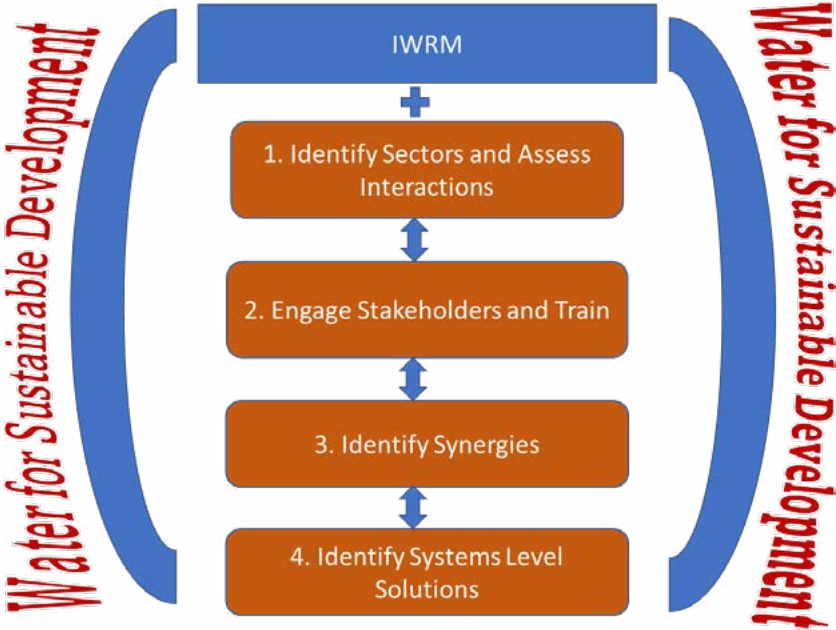 Water for Sustainable Development
IWRM
1. Identify Sectors and Assess
Interactions
2. Engage Stakeholders and Train
3. Identify Synergies
4. Identify Systems Level
Solutions
Water for Sustainable Development